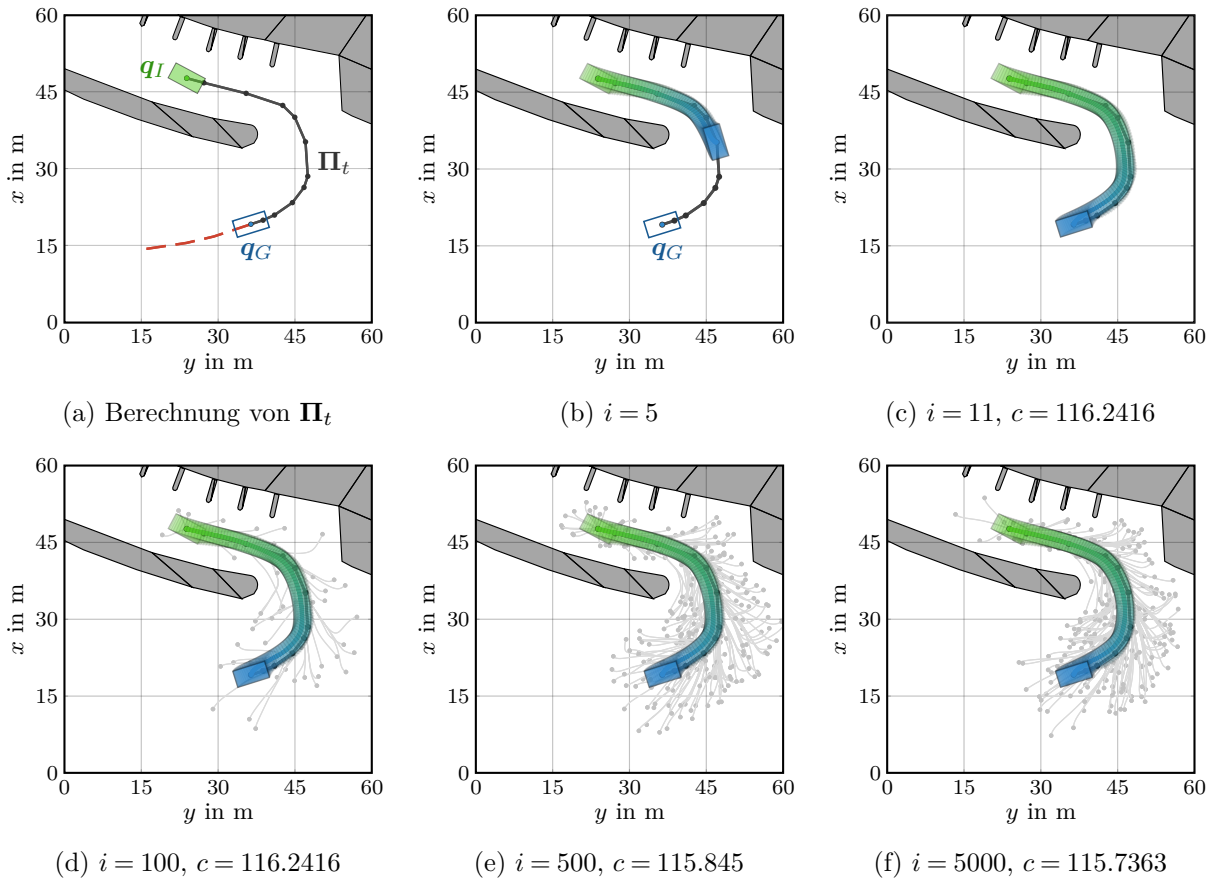 60
45
30
15
0
0 15 30 45 60
x in m
y in m
q_I
Π_t
q_G
60
45
30
15
0
0 15 30 45 60
x in m
y in m
q_G
60
45
30
15
0
0 15 30 45 60
x in m
y in m
(a) Berechnung von Π_t
(b) i = 5
(c) i = 11, c = 116.2416
60
45
30
15
0
0 15 30 45 60
x in m
y in m
60
45
30
15
0
0 15 30 45 60
x in m
y in m
60
45
30
15
0
0 15 30 45 60
x in m
y in m
(d) i = 100, c = 116.2416
(e) i = 500, c = 115.845
(f) i = 5000, c = 115.7363